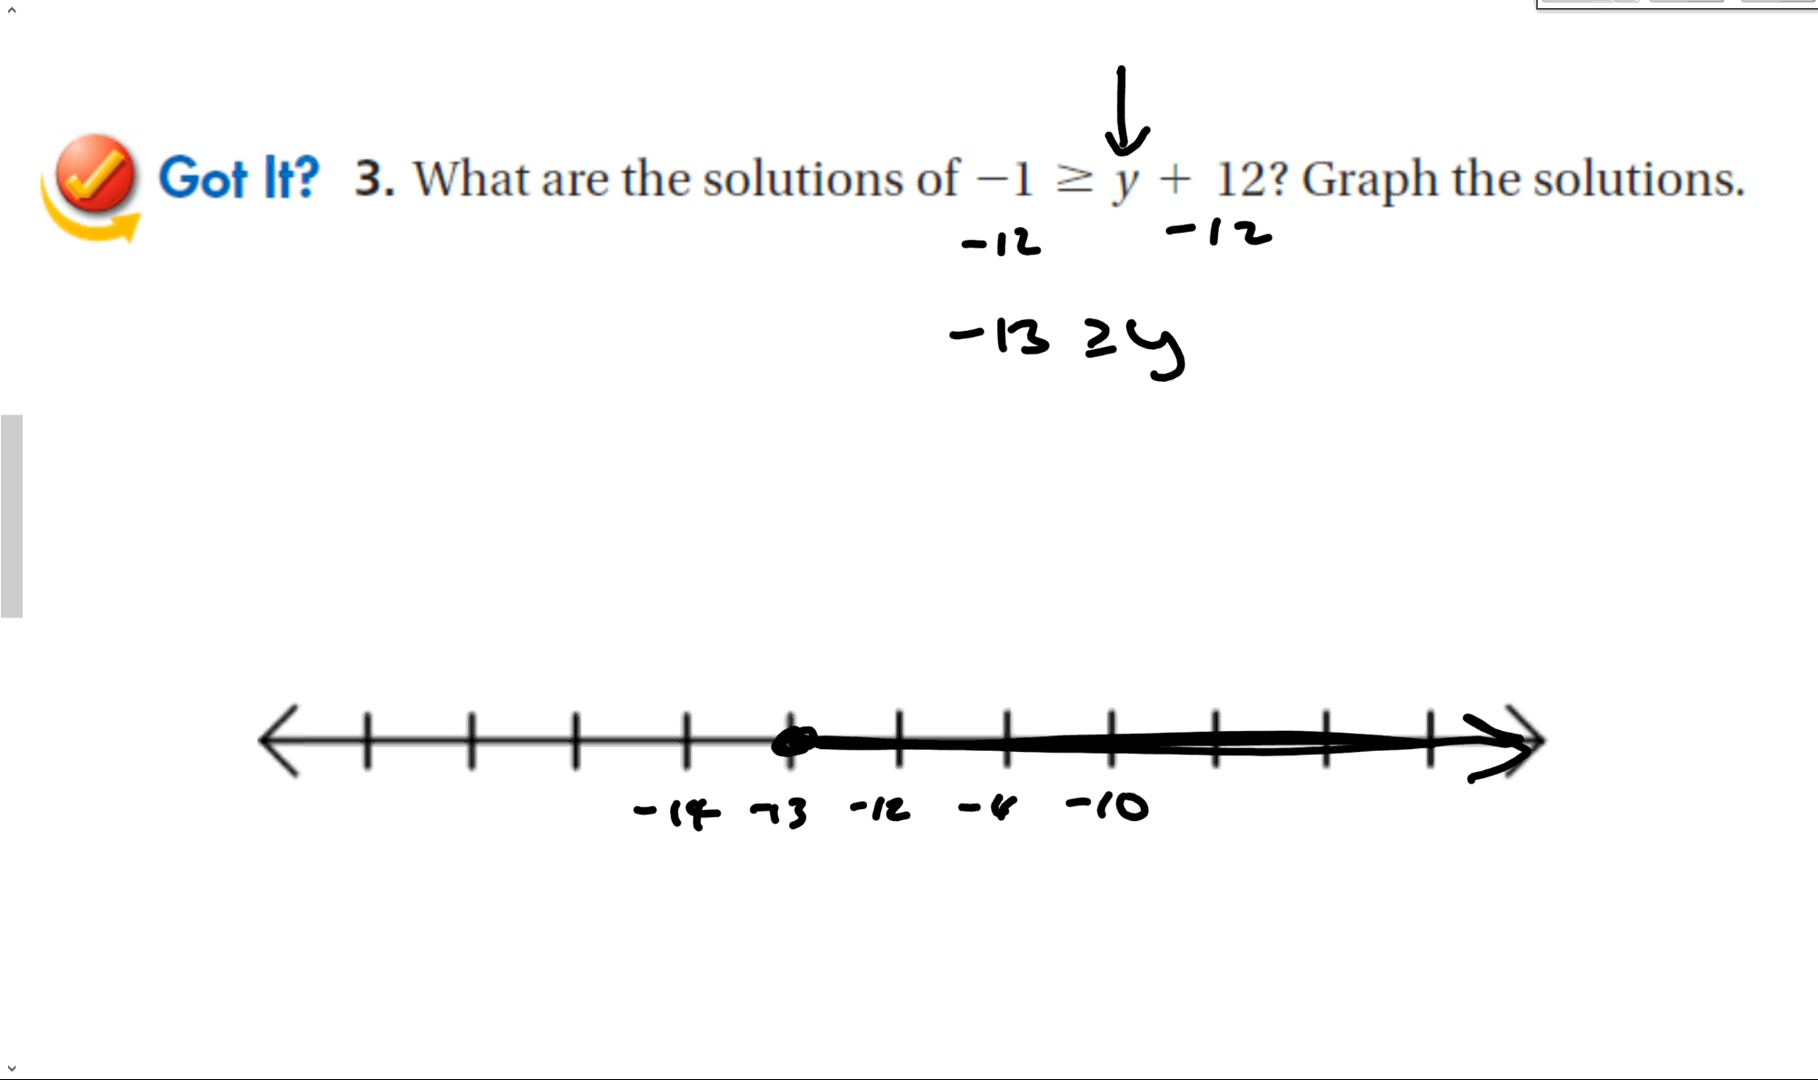 Got It? 3. What are the solutions of −1 ≥ y + 12? Graph the solutions.
-12 -12
-13 ≥ y
-14 -13 -12 -11 -10